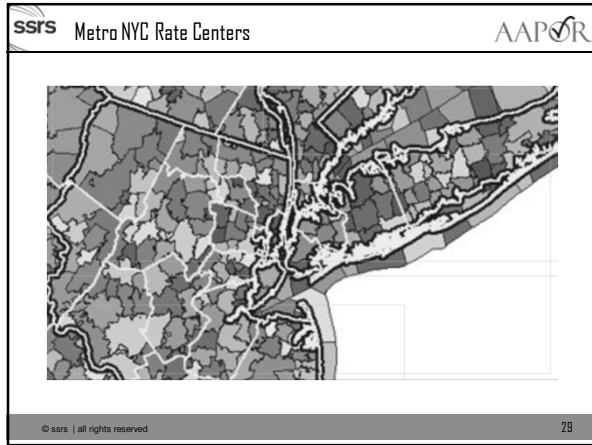 ssrs
Metro NYC Rate Centers
AAPOR
© ssrs | all rights reserved
29